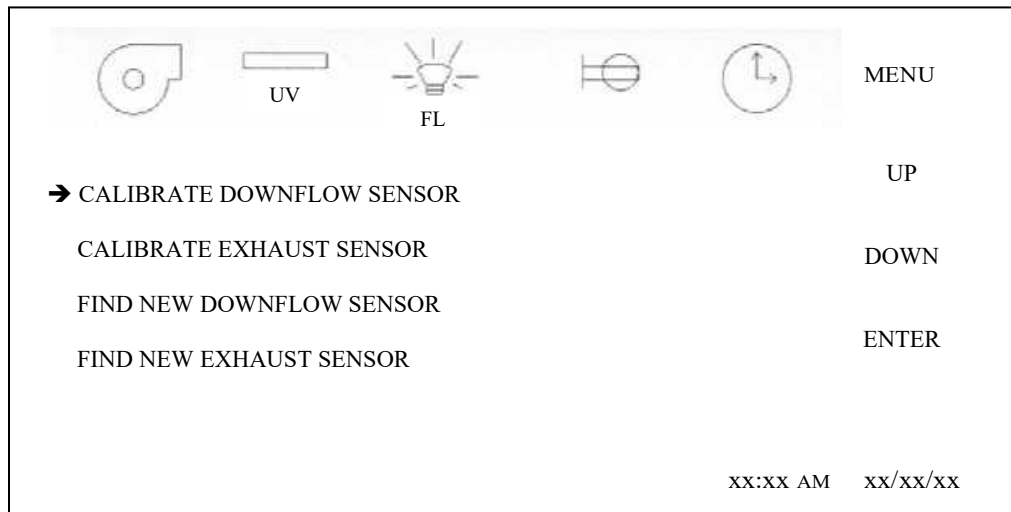 MENU
UV
FL
UP
➔ CALIBRATE DOWNFLOW SENSOR
CALIBRATE EXHAUST SENSOR
DOWN
FIND NEW DOWNFLOW SENSOR
ENTER
FIND NEW EXHAUST SENSOR
xx:xx AM xx/xx/xx